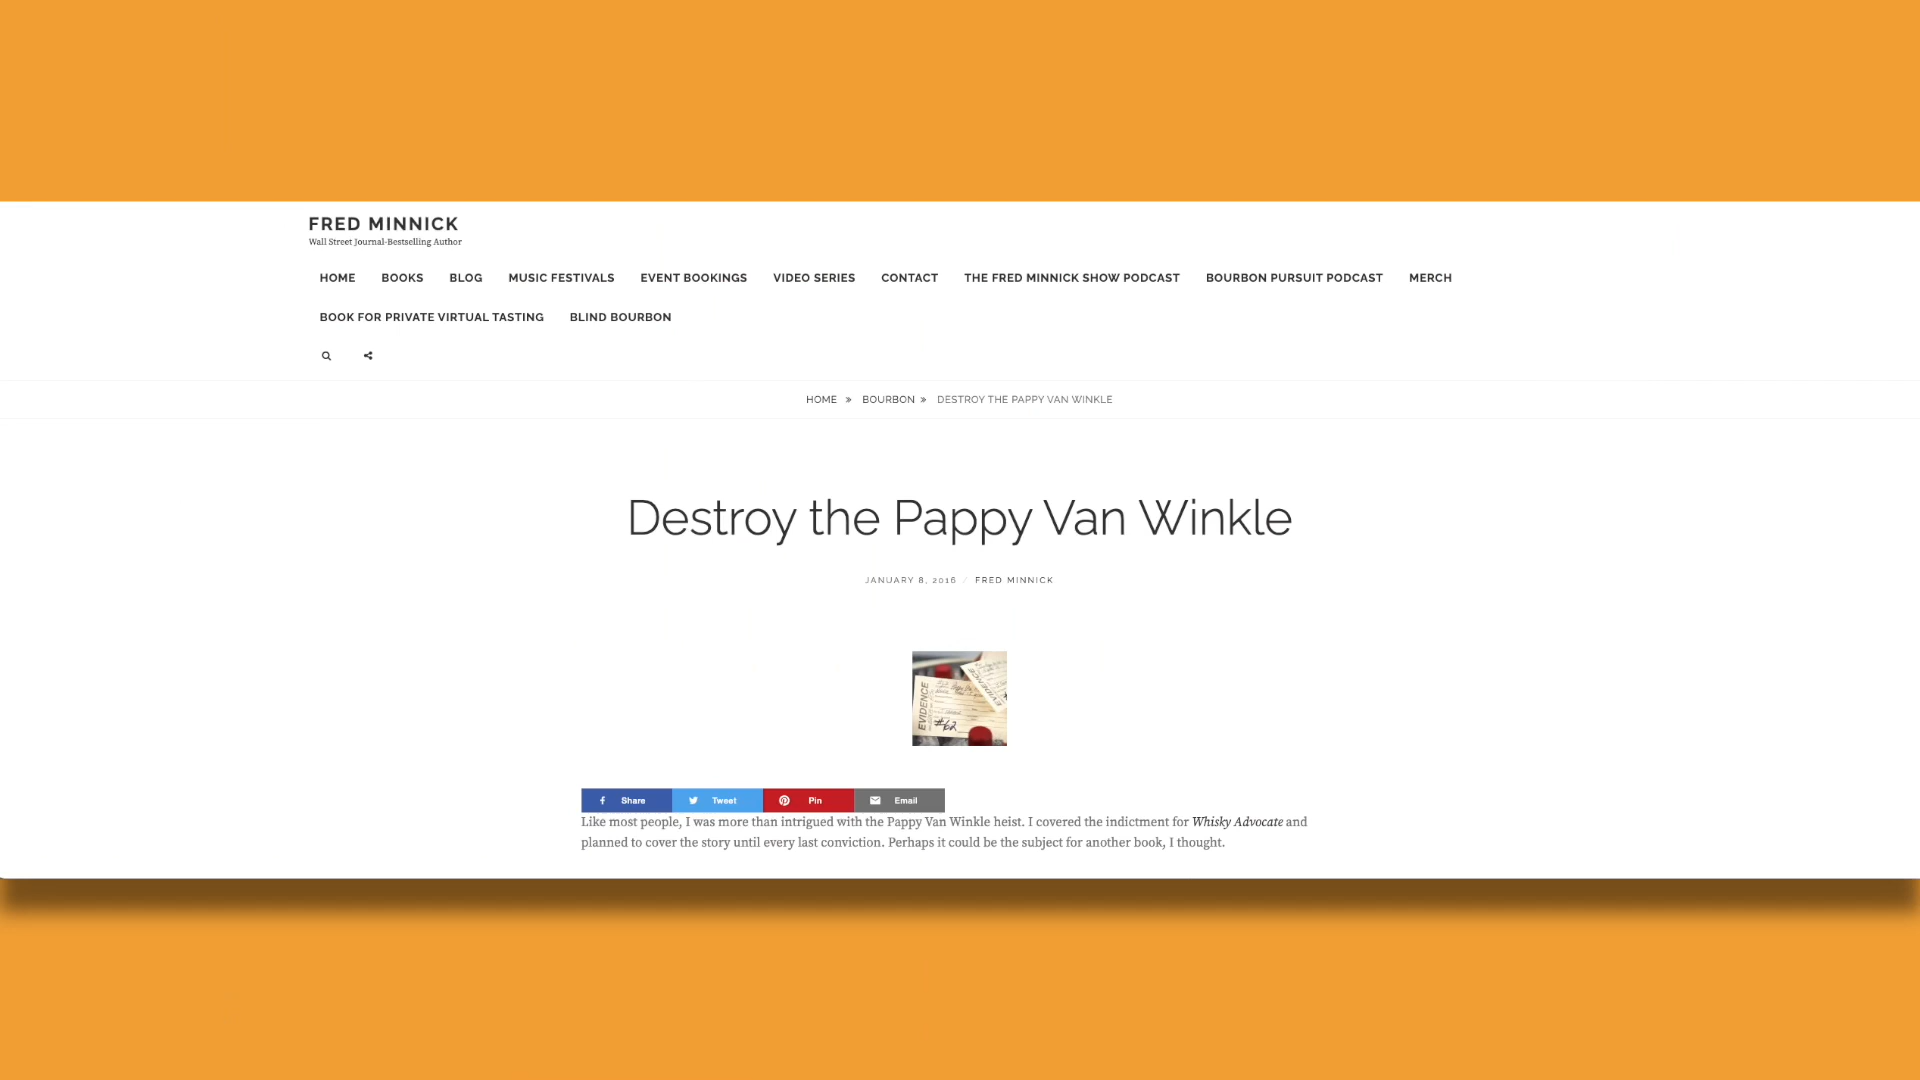 FRED MINNICK
Wall Street Journal-Bestselling Author
HOME BOOKS BLOG MUSIC FESTIVALS EVENT BOOKINGS VIDEO SERIES CONTACT THE FRED MINNICK SHOW PODCAST BOURBON PURSUIT PODCAST MERCH
BOOK FOR PRIVATE VIRTUAL TASTING BLIND BOURBON
HOME » BOURBON » DESTROY THE PAPPY VAN WINKLE
Destroy the Pappy Van Winkle
JANUARY 8, 2016 / FRED MINNICK
EVIDENCE
#62
Share Tweet Pin Email
Like most people, I was more than intrigued with the Pappy Van Winkle heist. I covered the indictment for Whisky Advocate and
planned to cover the story until every last conviction. Perhaps it could be the subject for another book, I thought.